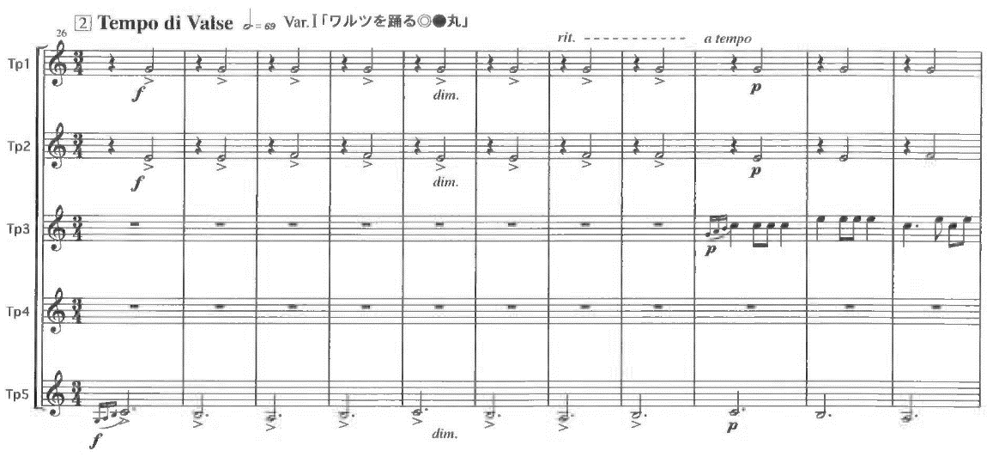 2 Tempo di Valse 𝅗𝅥. = 69 Var.I「ワルツを踊る◎●丸」
26
rit. a tempo
Tp1
f dim. p
Tp2
f dim. p
Tp3
p
Tp4
Tp5
f dim. p